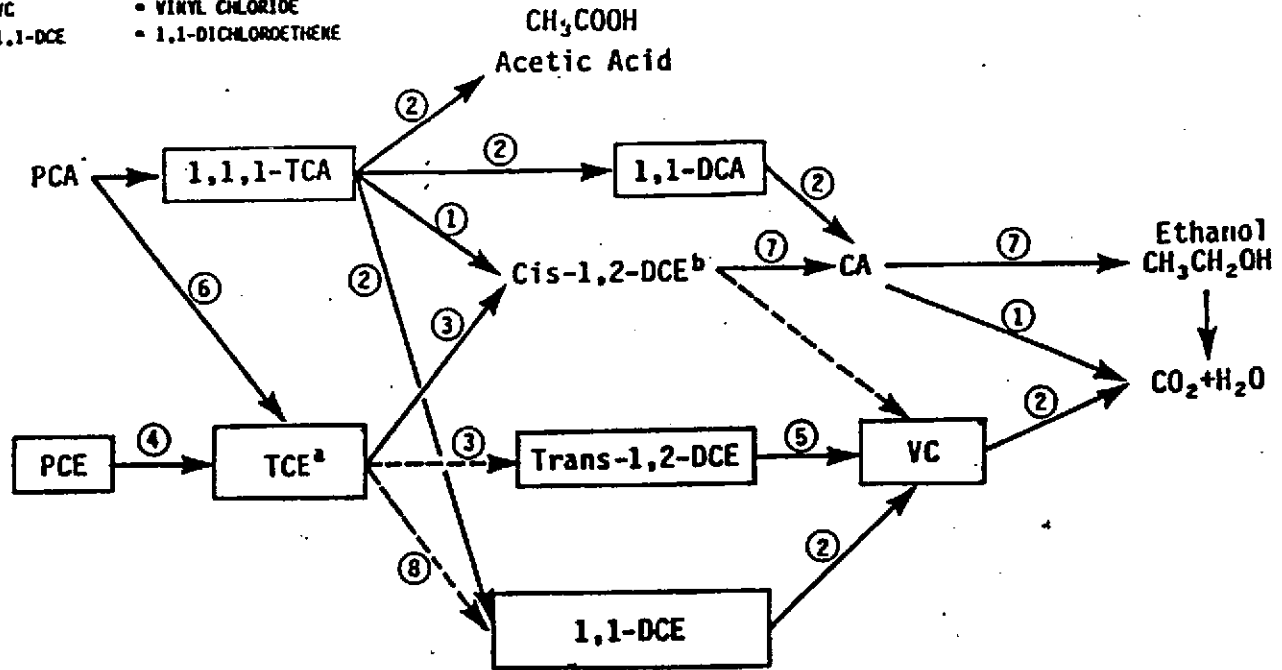 VC = VINYL CHLORIDE
1,1-DCE = 1,1-DICHLOROETHENE
CH₃COOH
Acetic Acid
②
②
PCA
1,1,1-TCA
1,1-DCA
②
①
Ethanol
CH₃CH₂OH
⑦
⑦
Cis-1,2-DCEᵇ
CA
②
⑥
③
①
CO₂+H₂O
②
④
③
⑤
PCE
TCEᵃ
Trans-1,2-DCE
VC
⑧
②
1,1-DCE